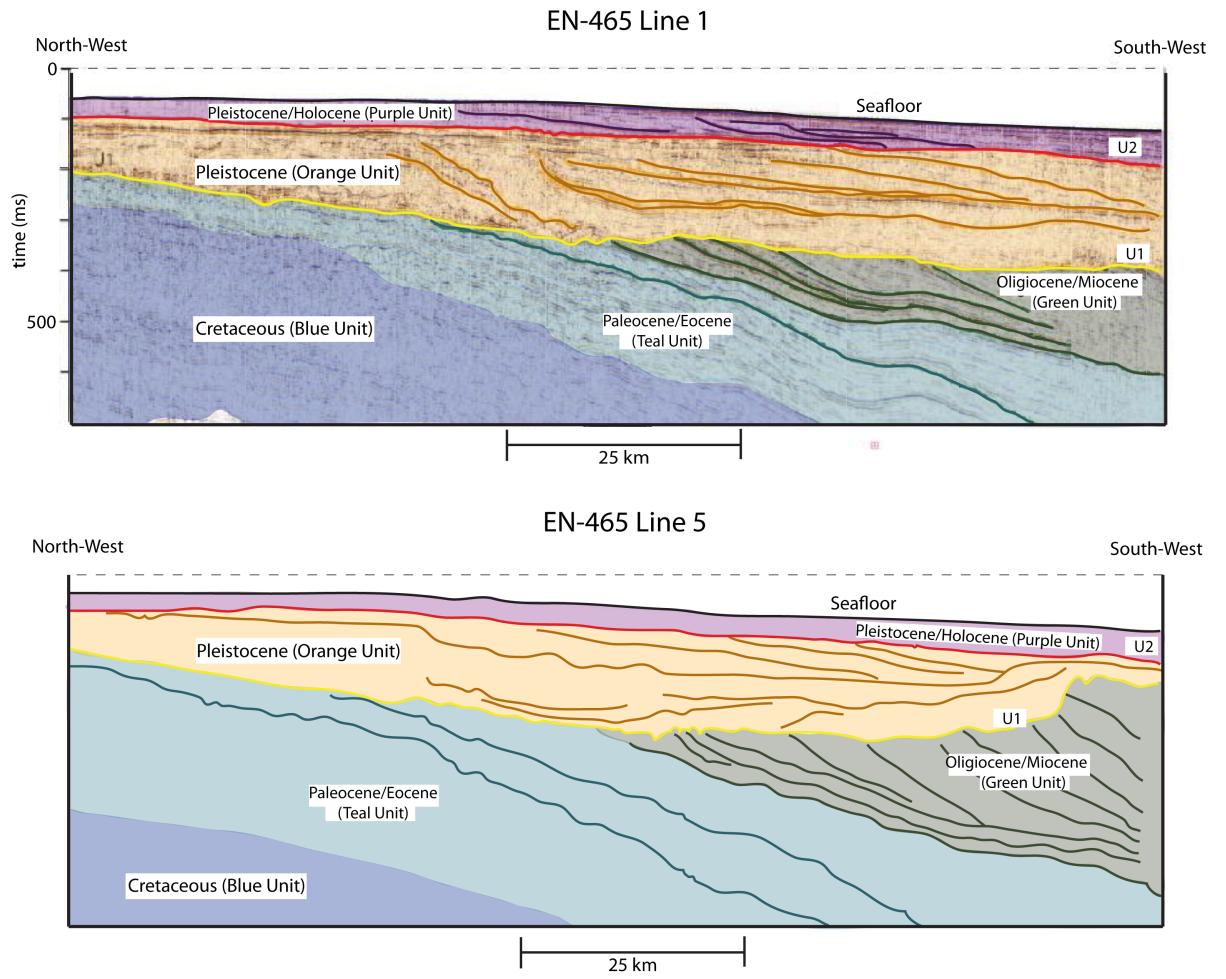 EN-465 Line 1
North-West
South-West
0
Seafloor
Pleistocene/Holocene (Purple Unit)
U2
Pleistocene (Orange Unit)
time (ms)
U1
Oligiocene/Miocene
(Green Unit)
500
Cretaceous (Blue Unit)
Paleocene/Eocene
(Teal Unit)
25 km
EN-465 Line 5
North-West
South-West
Seafloor
Pleistocene/Holocene (Purple Unit)
U2
Pleistocene (Orange Unit)
U1
Oligiocene/Miocene
(Green Unit)
Paleocene/Eocene
(Teal Unit)
Cretaceous (Blue Unit)
25 km